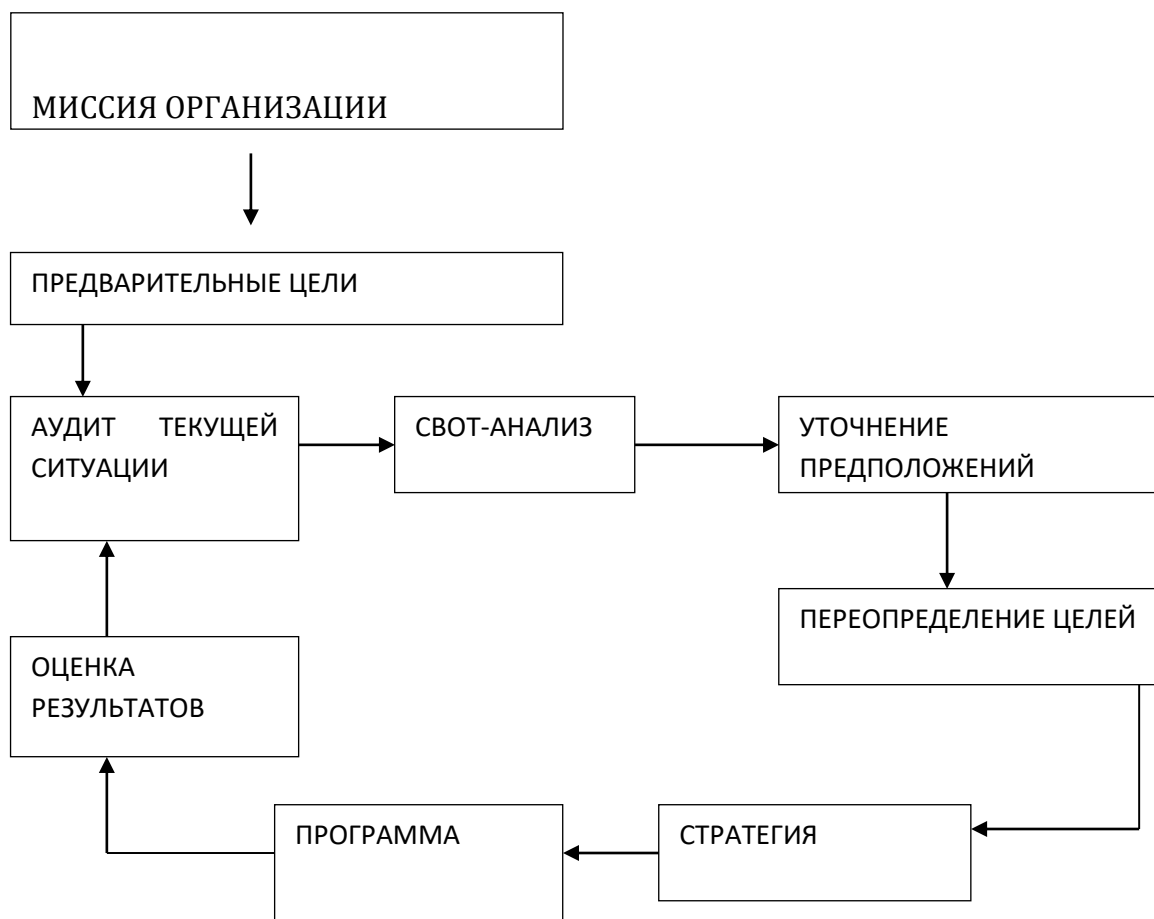 МИССИЯ ОРГАНИЗАЦИИ
ПРЕДВАРИТЕЛЬНЫЕ ЦЕЛИ
АУДИТ ТЕКУЩЕЙ
СИТУАЦИИ
СВОТ-АНАЛИЗ
УТОЧНЕНИЕ
ПРЕДПОЛОЖЕНИЙ
ПЕРЕОПРЕДЕЛЕНИЕ ЦЕЛЕЙ
СТРАТЕГИЯ
ПРОГРАММА
ОЦЕНКА
РЕЗУЛЬТАТОВ